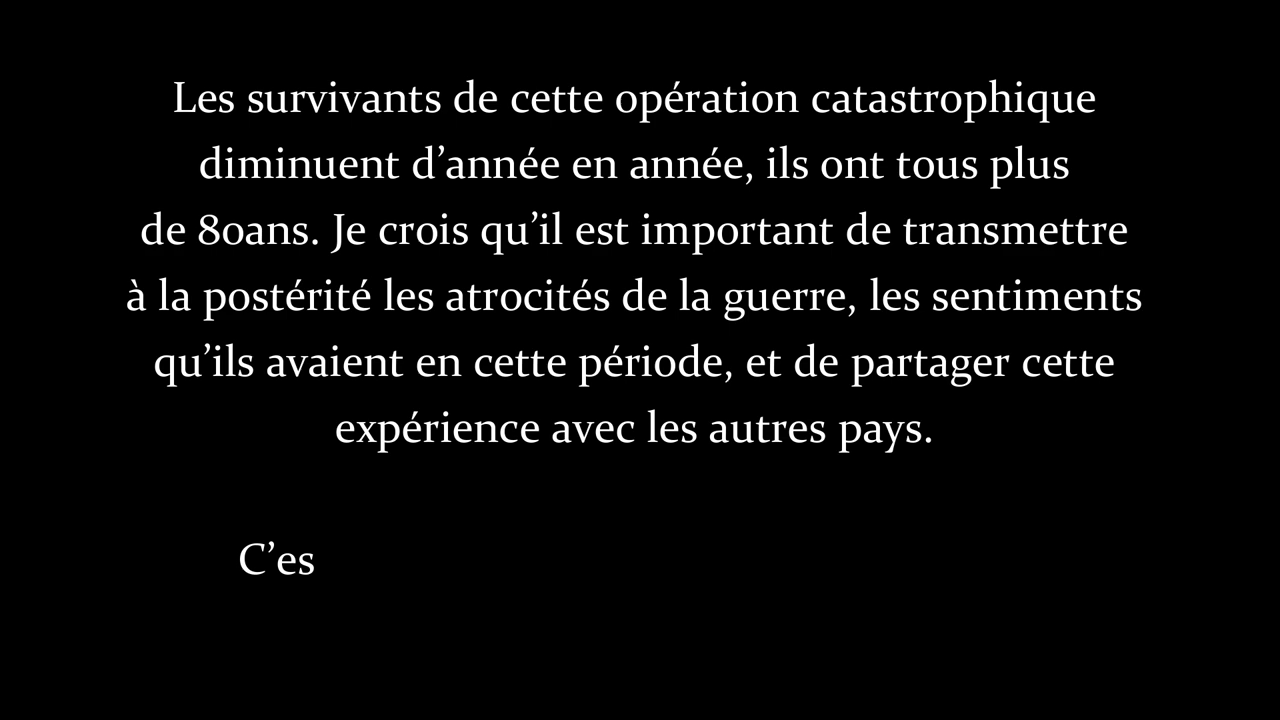 Les survivants de cette opération catastrophique
diminuent d’année en année, ils ont tous plus
de 80ans. Je crois qu’il est important de transmettre
à la postérité les atrocités de la guerre, les sentiments
qu’ils avaient en cette période, et de partager cette
expérience avec les autres pays.
C’es